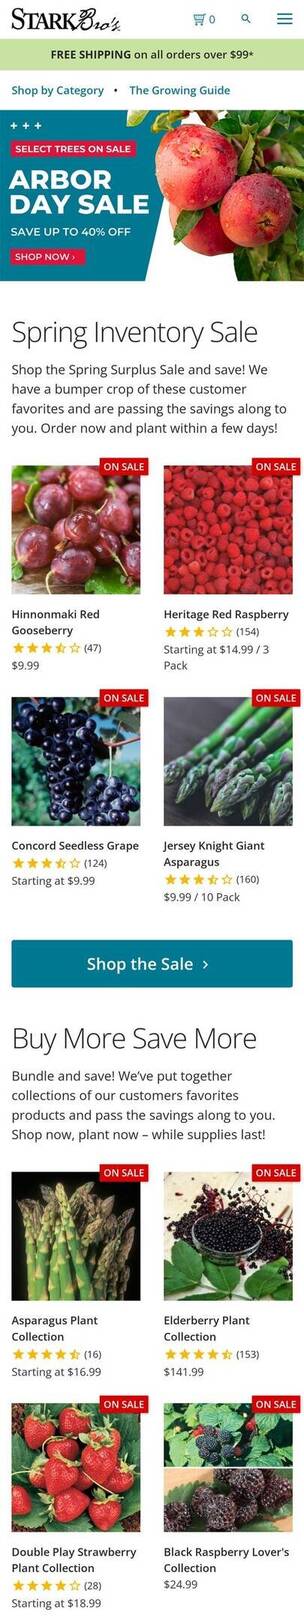 STARK Bro's
0
FREE SHIPPING on all orders over $99*
Shop by Category • The Growing Guide
+ + +
SELECT TREES ON SALE
ARBOR
DAY SALE
SAVE UP TO 40% OFF
SHOP NOW ›
Spring Inventory Sale
Shop the Spring Surplus Sale and save! We
have a bumper crop of these customer
favorites and are passing the savings along to
you. Order now and plant within a few days!
ON SALE
Hinnonmaki Red
Gooseberry
(47)
$9.99
ON SALE
Heritage Red Raspberry
(154)
Starting at $14.99 / 3
Pack
ON SALE
Concord Seedless Grape
(124)
Starting at $9.99
ON SALE
Jersey Knight Giant
Asparagus
(160)
$9.99 / 10 Pack
Shop the Sale ›
Buy More Save More
Bundle and save! We’ve put together
collections of our customers favorites
products and pass the savings along to you.
Shop now, plant now – while supplies last!
ON SALE
Asparagus Plant
Collection
(16)
Starting at $16.99
ON SALE
Elderberry Plant
Collection
(153)
$141.99
ON SALE
Double Play Strawberry
Plant Collection
(28)
Starting at $18.99
ON SALE
Black Raspberry Lover's
Collection
$24.99